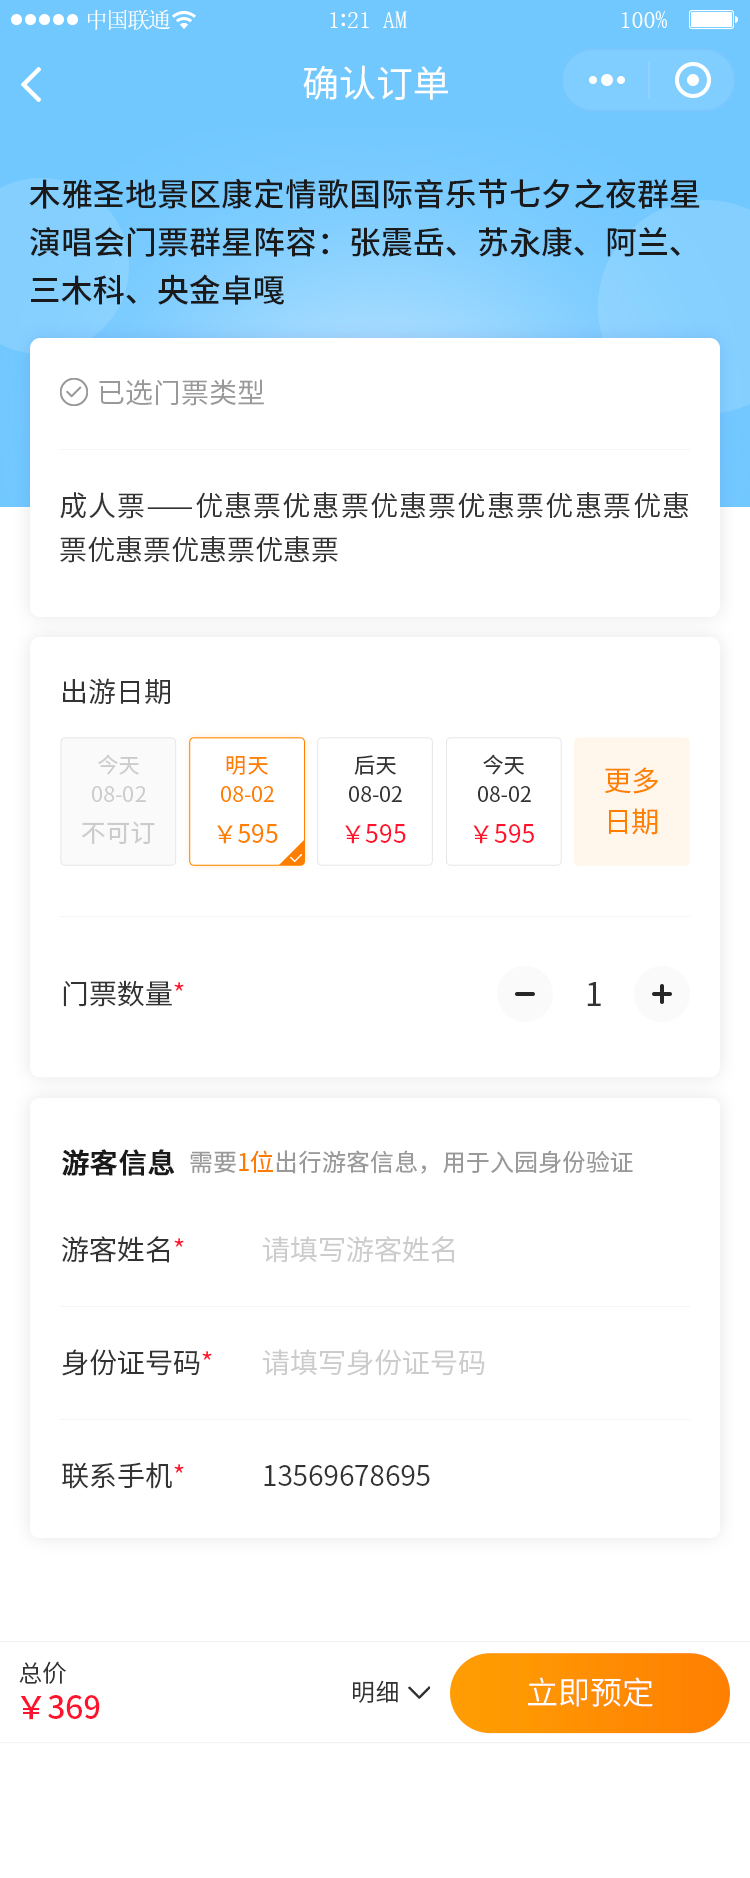 中国联通 1:21 AM 100%
确认订单
木雅圣地景区康定情歌国际音乐节七夕之夜群星
演唱会门票群星阵容：张震岳、苏永康、阿兰、
三木科、央金卓嘎
已选门票类型
成人票——优惠票优惠票优惠票优惠票优惠票优惠
票优惠票优惠票优惠票
出游日期
今天 明天 后天 今天
08-02 08-02 08-02 08-02
不可订 ￥595 ￥595 ￥595
更多
日期
门票数量* 1
游客信息 需要1位出行游客信息，用于入园身份验证
游客姓名* 请填写游客姓名
身份证号码* 请填写身份证号码
联系手机* 13569678695
总价
￥369
明细
立即预定